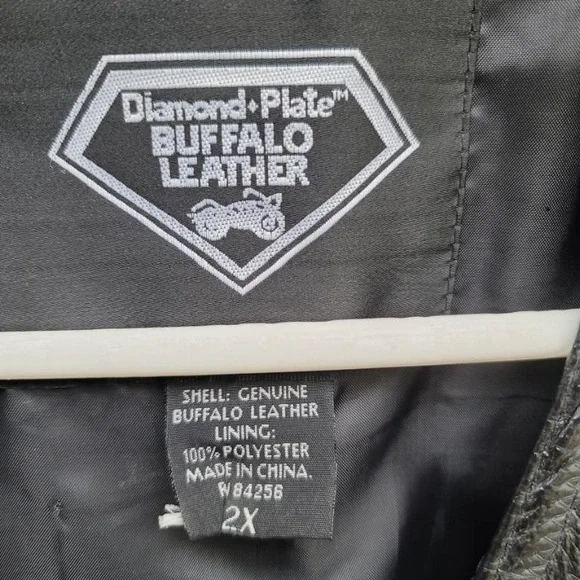 Diamond♦Plate™
BUFFALO
LEATHER
SHELL: GENUINE
BUFFALO LEATHER
LINING:
100% POLYESTER
MADE IN CHINA.
W84256
2X